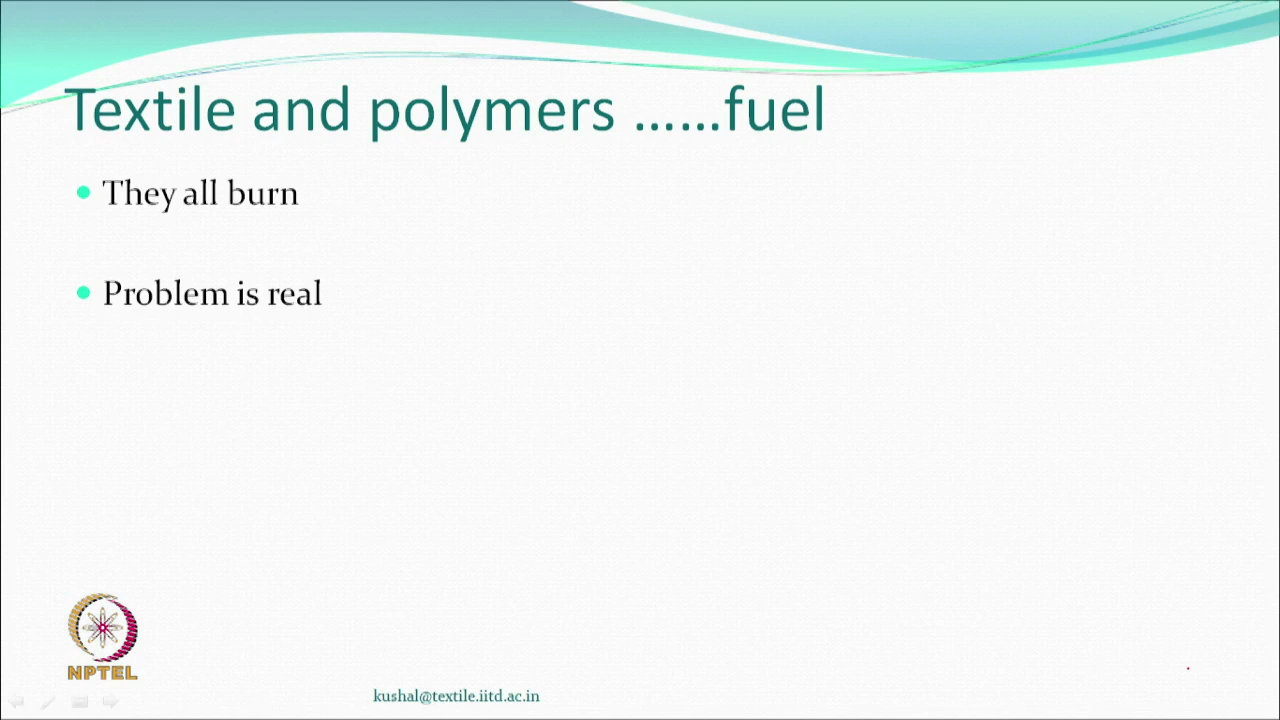 Textile and polymers ……fuel
They all burn
Problem is real
NPTEL
kushal@textile.iitd.ac.in